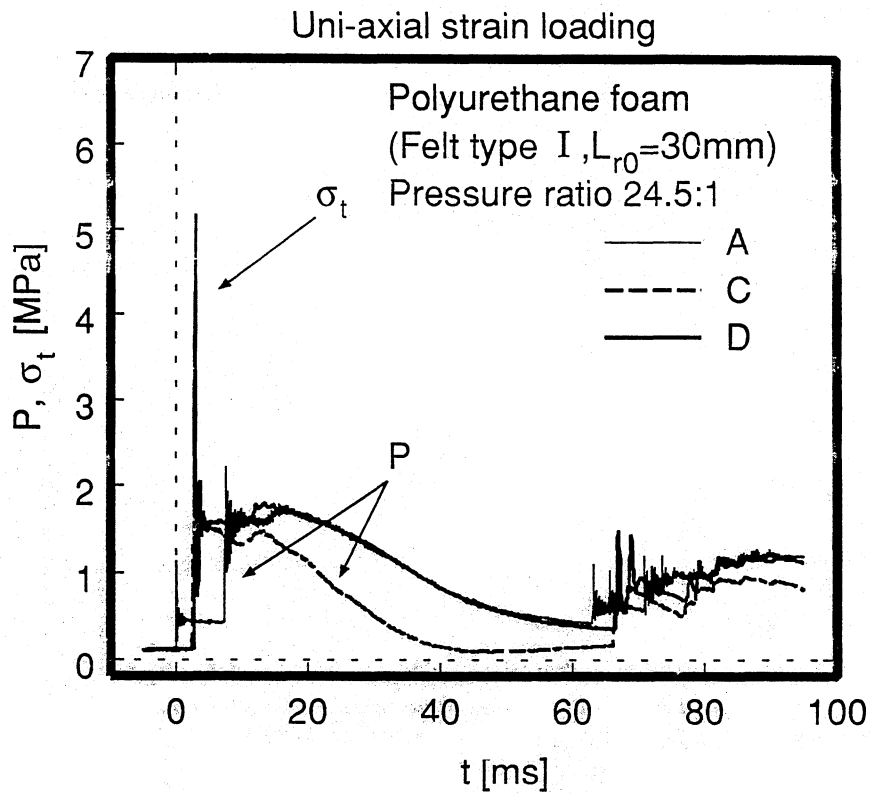 Uni-axial strain loading
7
6
5
4
3
2
1
0
P, σt [MPa]
Polyurethane foam
(Felt type I ,Lr0=30mm)
Pressure ratio 24.5:1
σt
A
C
D
P
0 20 40 60 80 100
t [ms]